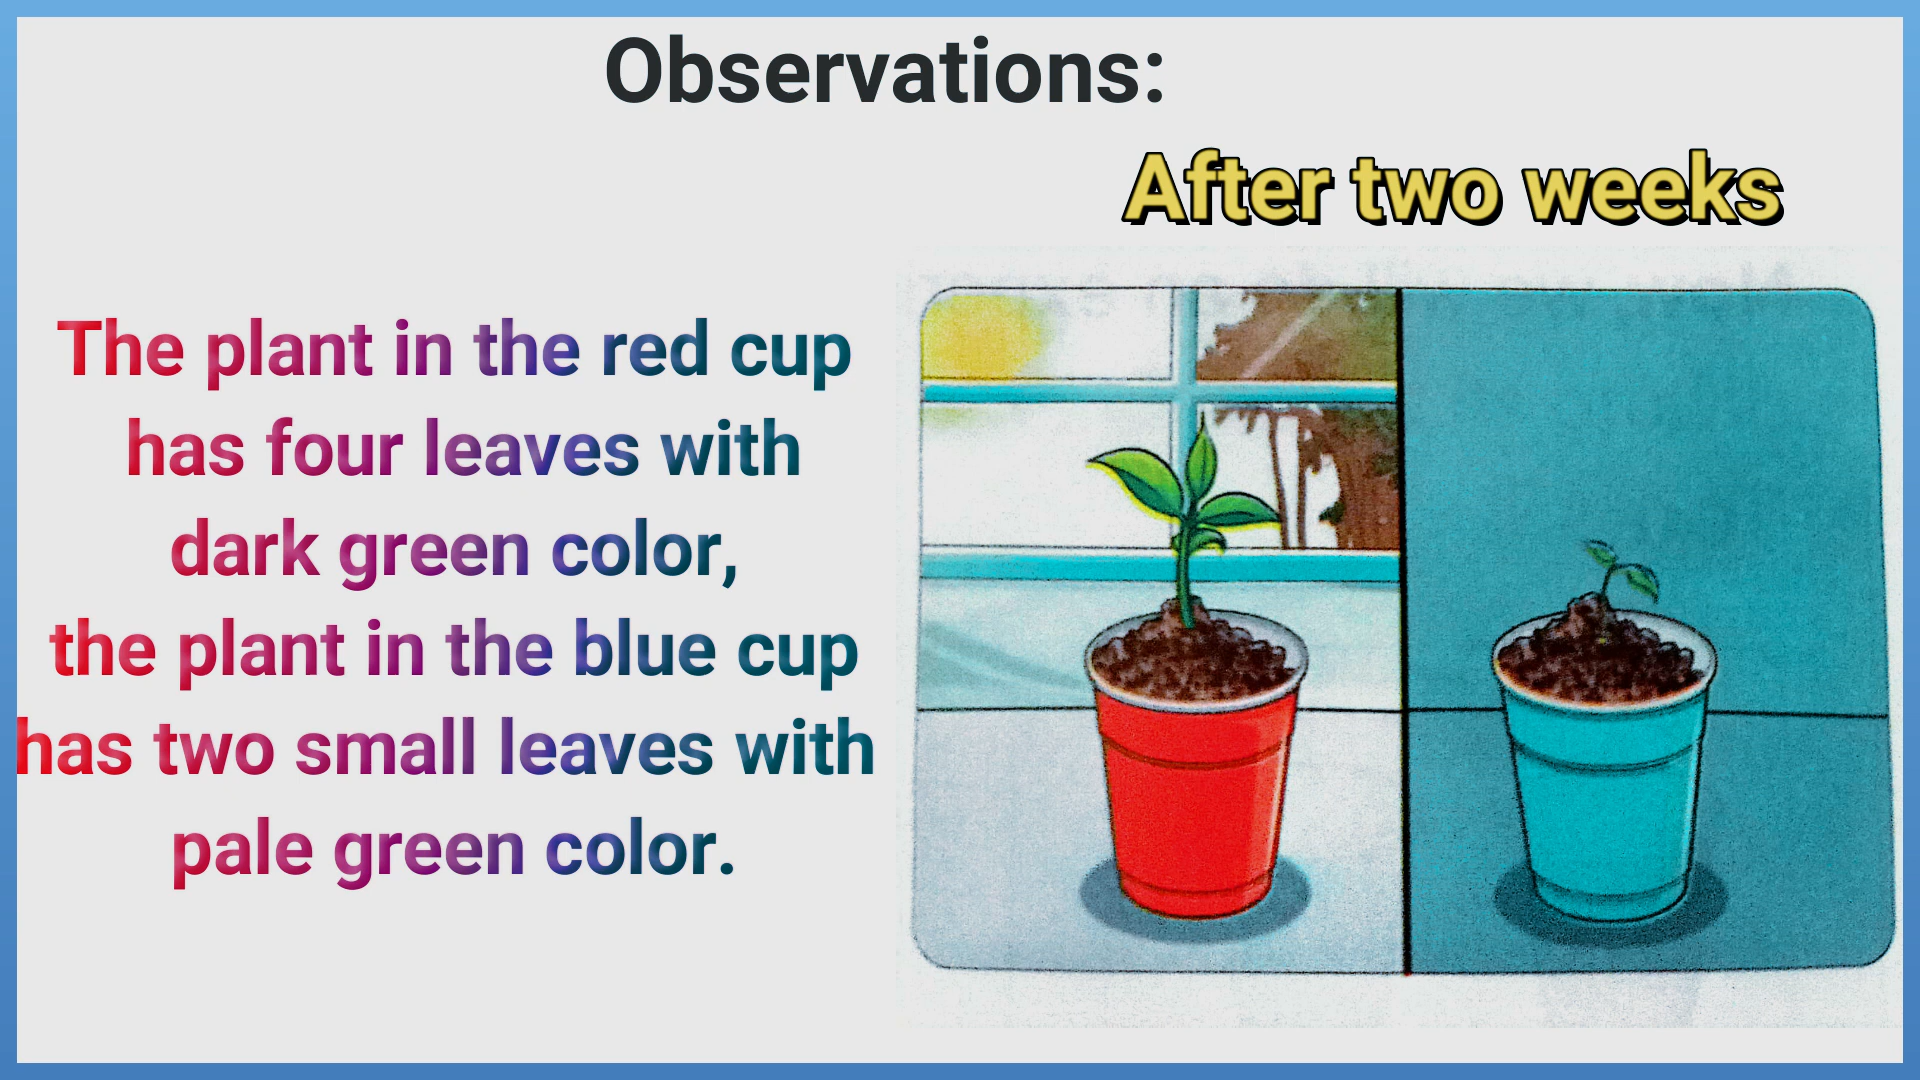 Observations:
After two weeks
The plant in the red cup
has four leaves with
dark green color,
the plant in the blue cup
has two small leaves with
pale green color.